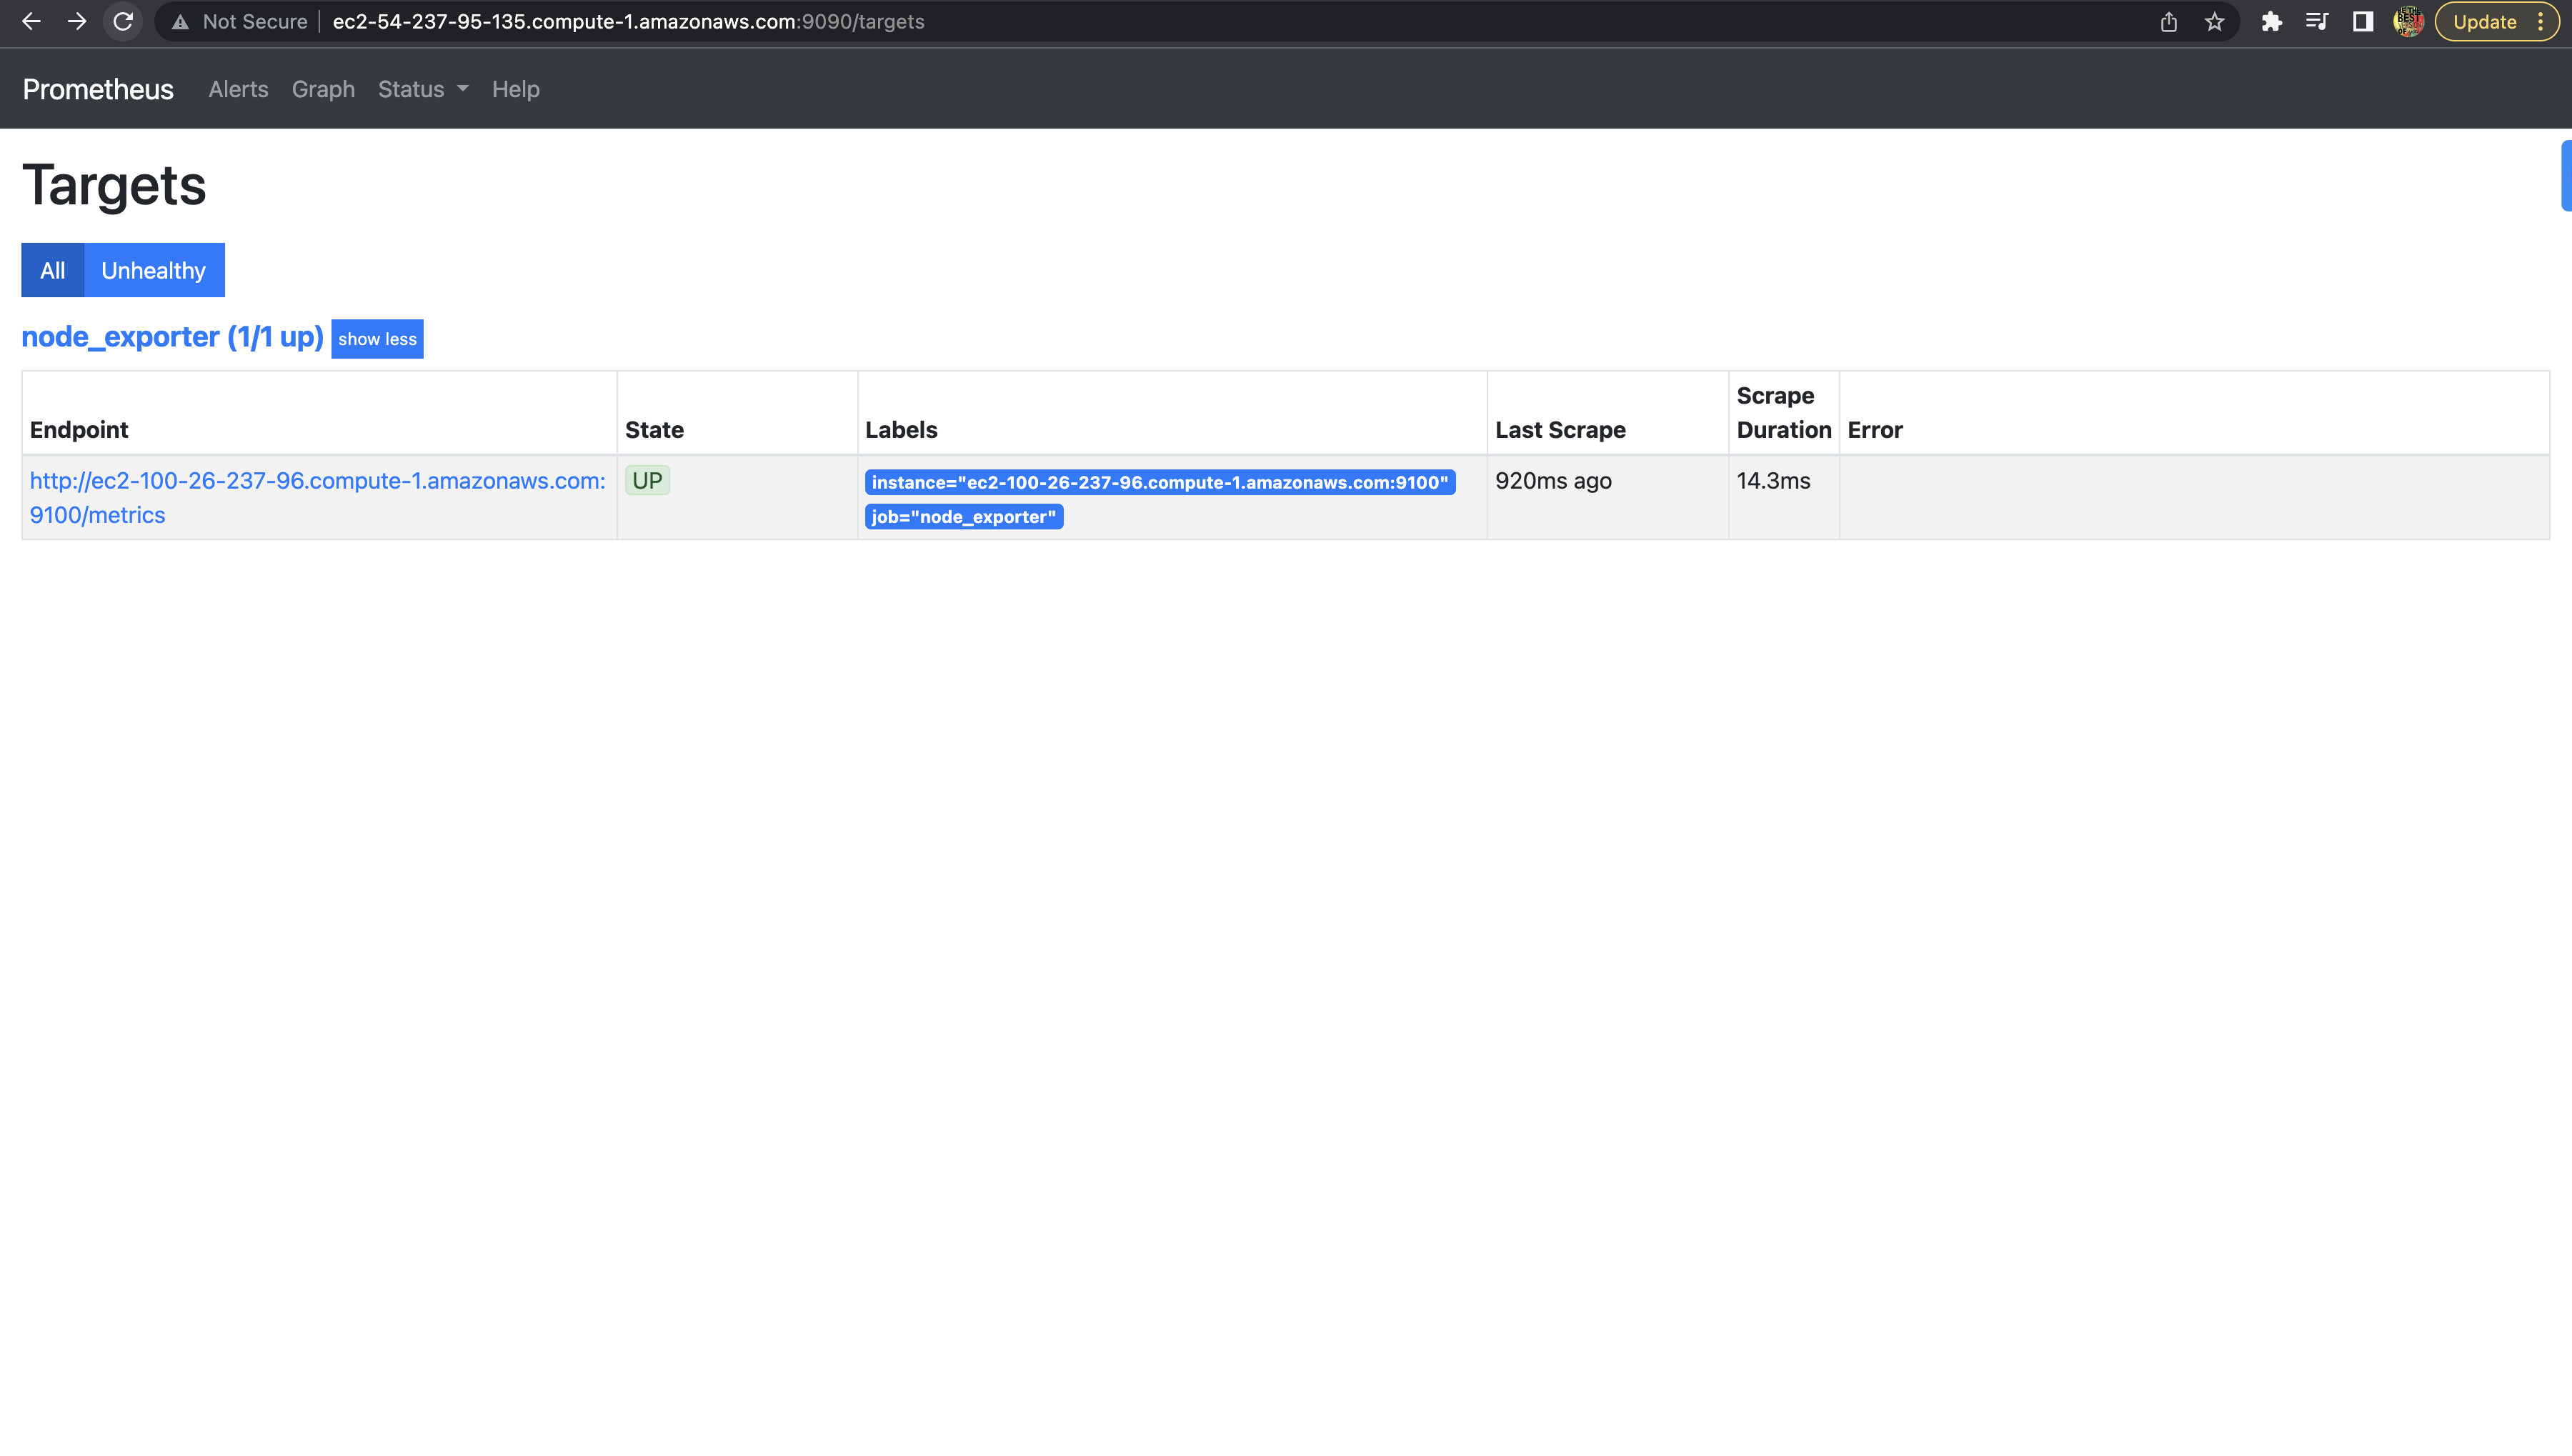 Not Secure ec2-54-237-95-135.compute-1.amazonaws.com:9090/targets Update
Prometheus Alerts Graph Status Help
Targets
All Unhealthy
node_exporter (1/1 up) show less
Endpoint State Labels Last Scrape Scrape Duration Error
http://ec2-100-26-237-96.compute-1.amazonaws.com: UP instance="ec2-100-26-237-96.compute-1.amazonaws.com:9100" 920ms ago 14.3ms
9100/metrics job="node_exporter"